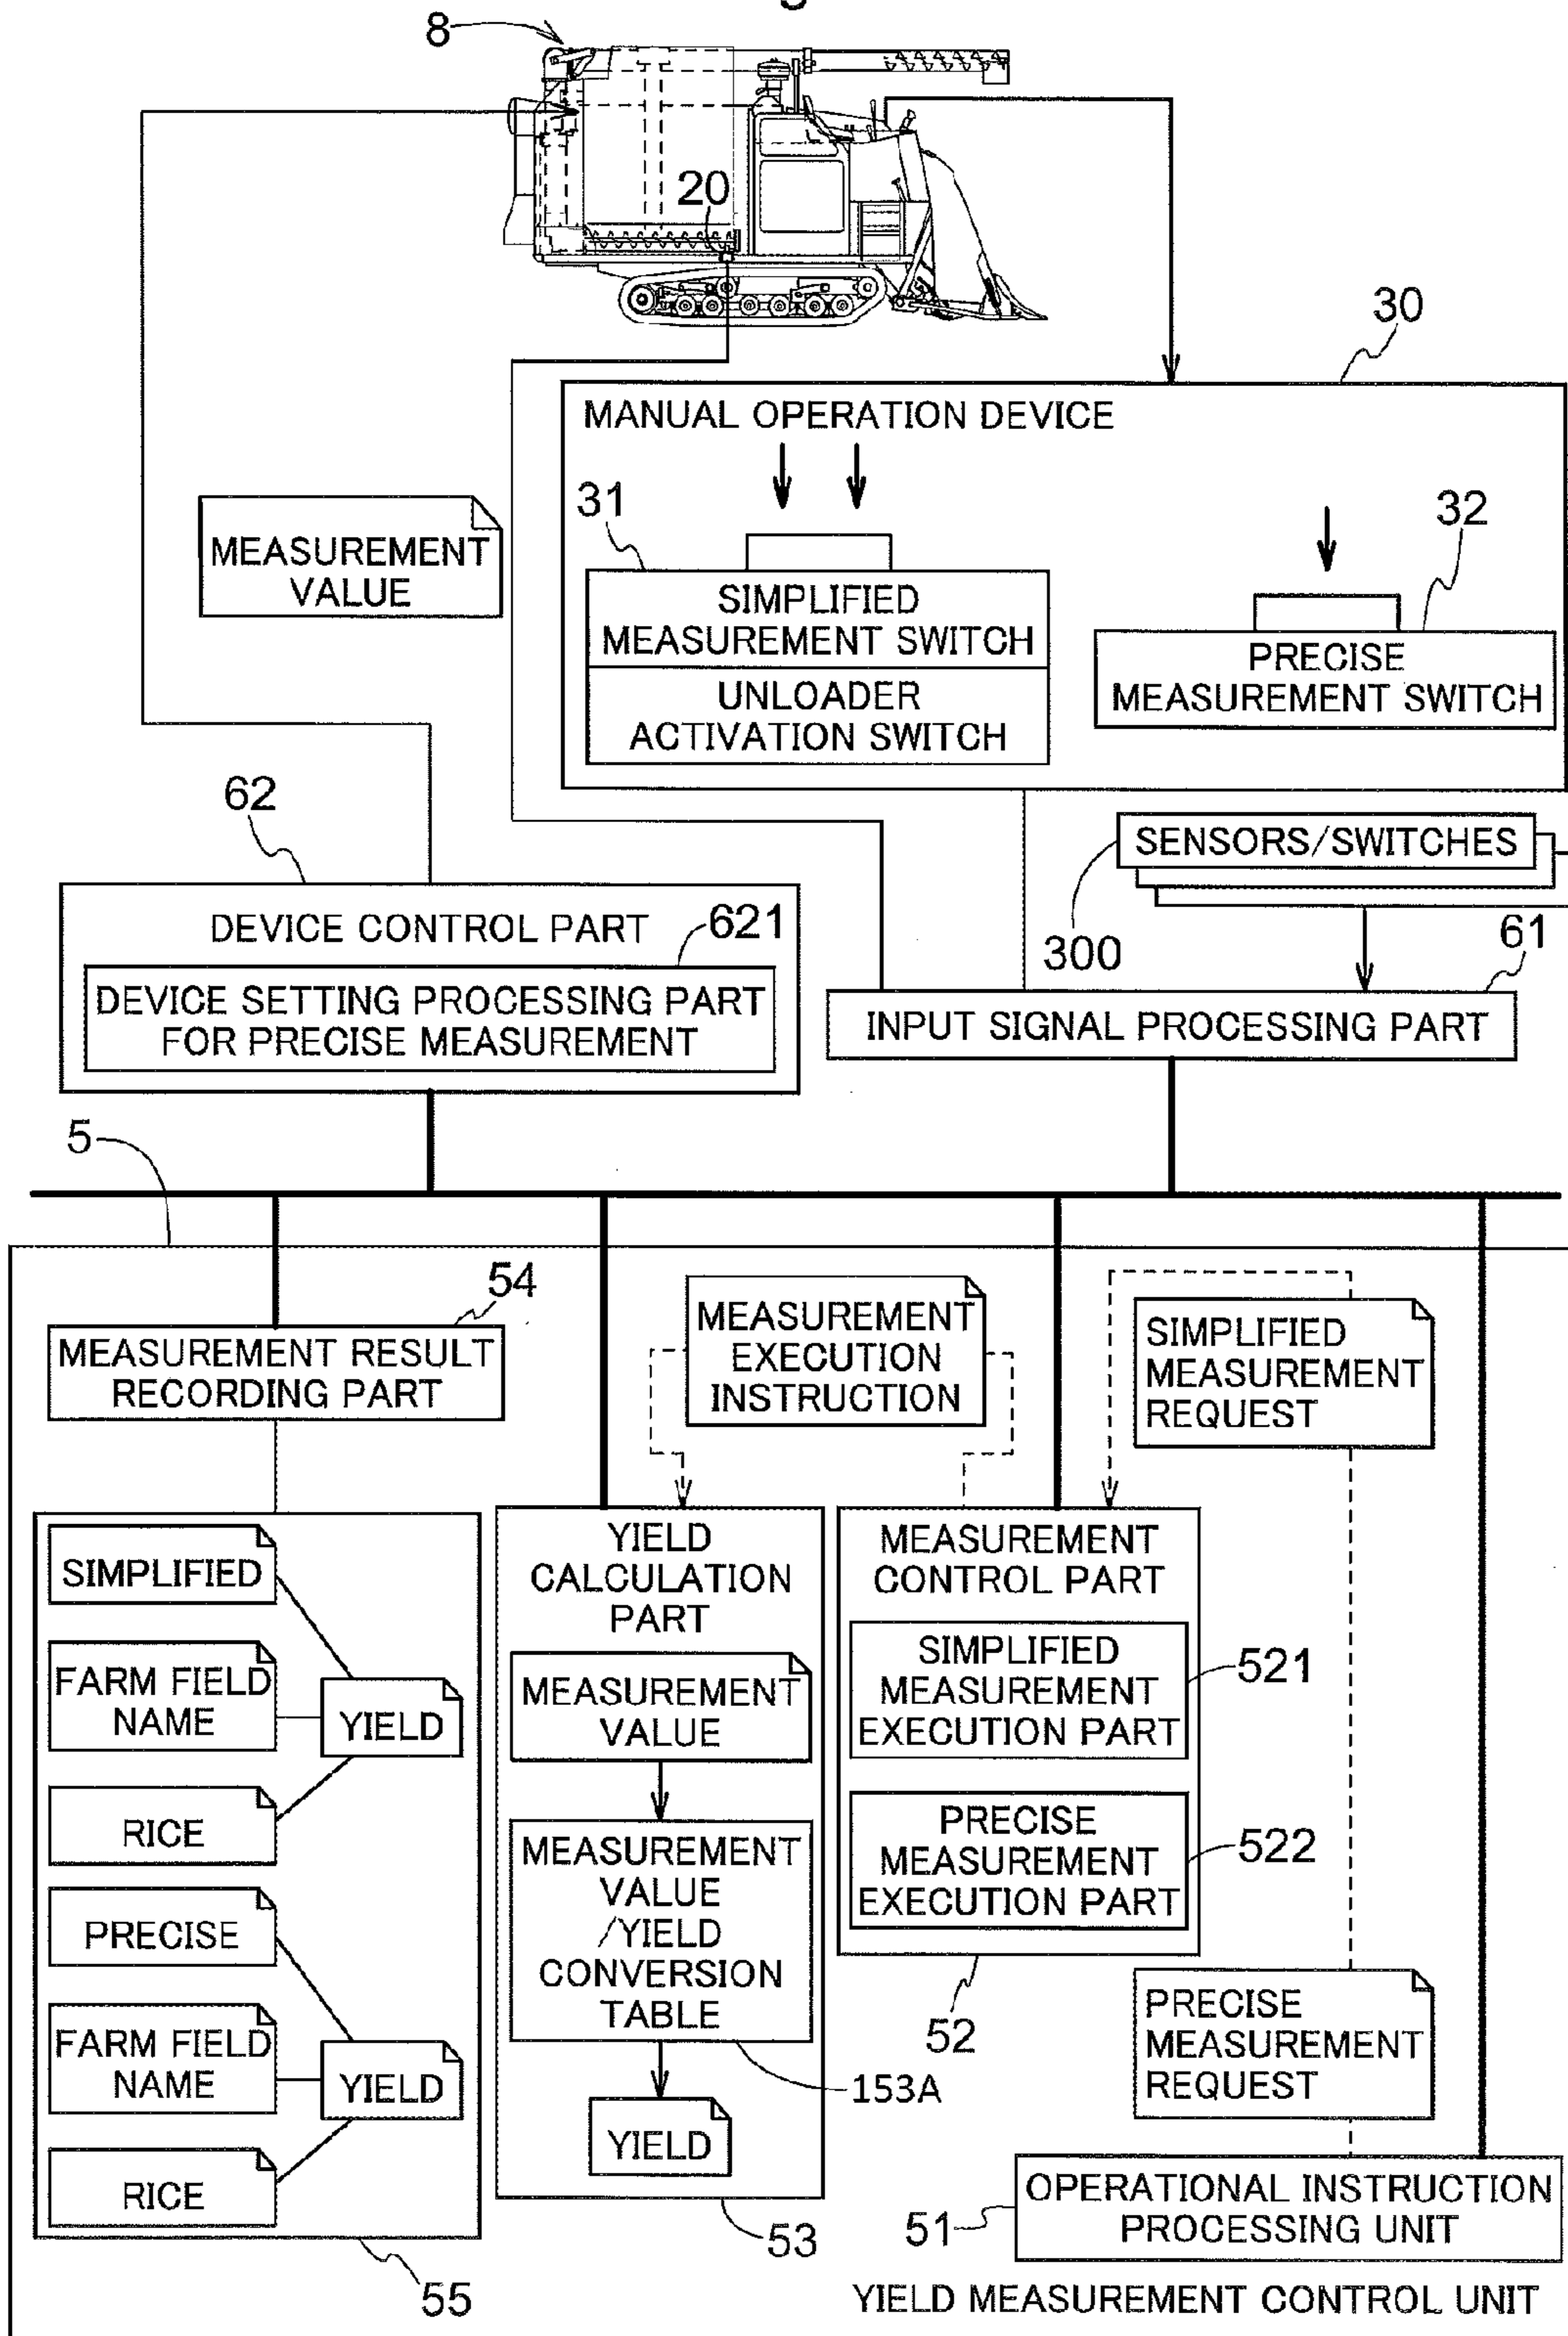 8
20
30
MANUAL OPERATION DEVICE
31
32
MEASUREMENT
VALUE
SIMPLIFIED
MEASUREMENT SWITCH
UNLOADER
ACTIVATION SWITCH
PRECISE
MEASUREMENT SWITCH
62
SENSORS/SWITCHES
300
61
DEVICE CONTROL PART
621
DEVICE SETTING PROCESSING PART
FOR PRECISE MEASUREMENT
INPUT SIGNAL PROCESSING PART
5
54
MEASUREMENT RESULT
RECORDING PART
MEASUREMENT
EXECUTION
INSTRUCTION
SIMPLIFIED
MEASUREMENT
REQUEST
SIMPLIFIED
FARM FIELD
NAME
YIELD
RICE
PRECISE
FARM FIELD
NAME
YIELD
RICE
55
YIELD
CALCULATION
PART
MEASUREMENT
VALUE
MEASUREMENT
VALUE
/YIELD
CONVERSION
TABLE
153A
YIELD
53
MEASUREMENT
CONTROL PART
SIMPLIFIED
MEASUREMENT
EXECUTION PART
521
PRECISE
MEASUREMENT
EXECUTION PART
522
52
PRECISE
MEASUREMENT
REQUEST
51
OPERATIONAL INSTRUCTION
PROCESSING UNIT
YIELD MEASUREMENT CONTROL UNIT